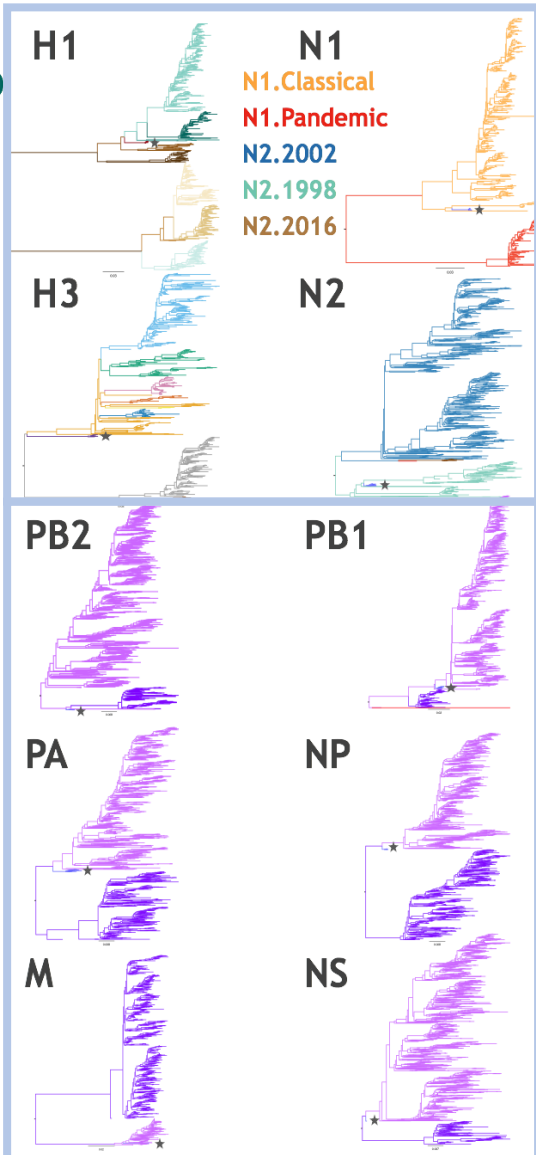 H1
N1
N1.Classical
N1.Pandemic
N2.2002
N2.1998
N2.2016
H3
N2
PB2
PB1
PA
NP
M
NS